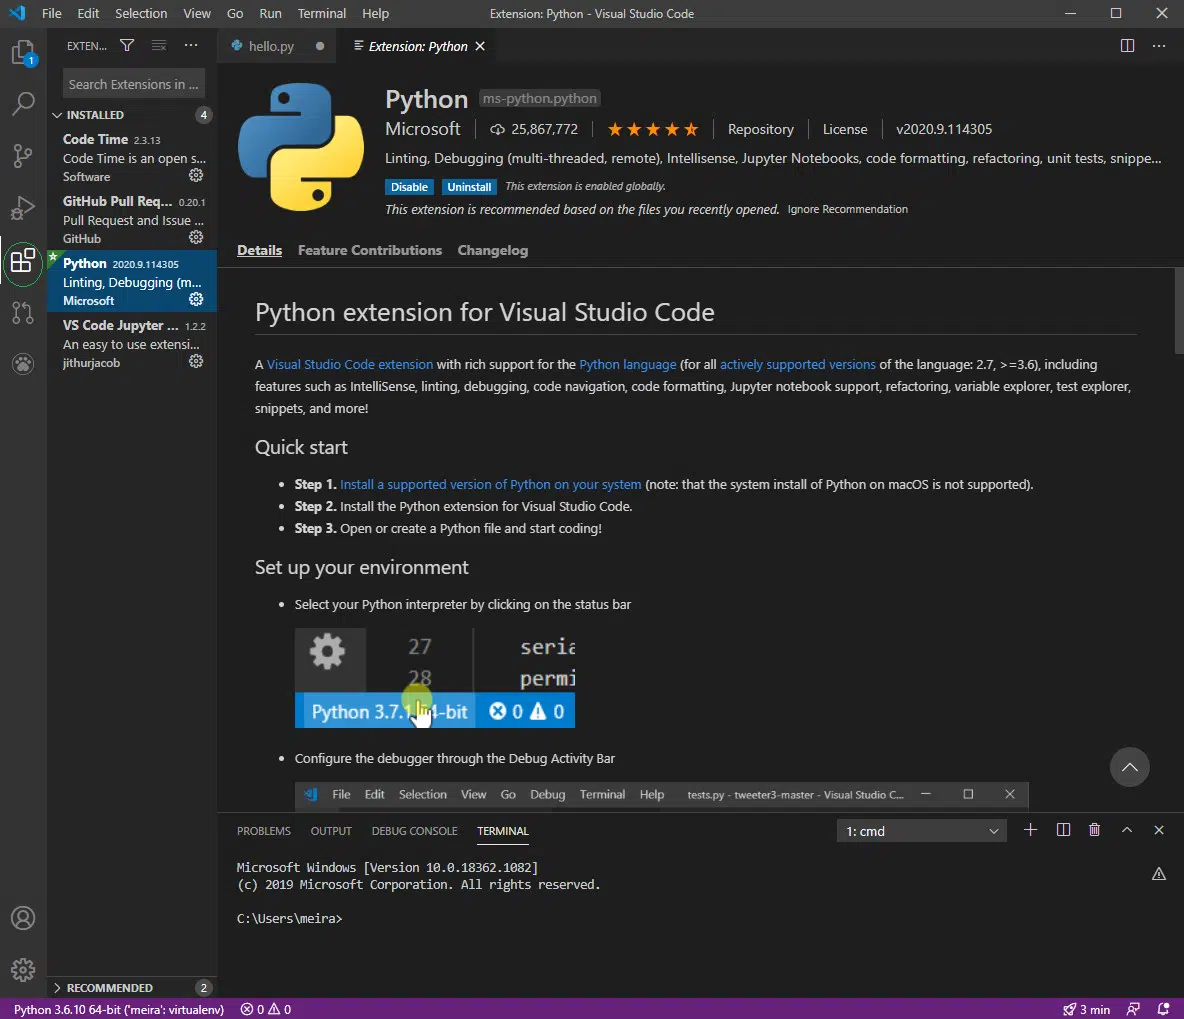 File Edit Selection View Go Run Terminal Help Extension: Python - Visual Studio Code
1
EXTEN...
hello.py
Extension: Python
Search Extensions in ...
INSTALLED 4
Code Time 2.3.13
Code Time is an open s...
Software
GitHub Pull Req... 0.20.1
Pull Request and Issue ...
GitHub
Python 2020.9.114305
Linting, Debugging (m...
Microsoft
VS Code Jupyter ... 1.2.2
An easy to use extensi...
jithurjacob
RECOMMENDED 2
Python ms-python.python
Microsoft 25,867,772 Repository License v2020.9.114305
Linting, Debugging (multi-threaded, remote), Intellisense, Jupyter Notebooks, code formatting, refactoring, unit tests, snippe...
Disable Uninstall This extension is enabled globally.
This extension is recommended based on the files you recently opened. Ignore Recommendation
Details Feature Contributions Changelog
Python extension for Visual Studio Code
A Visual Studio Code extension with rich support for the Python language (for all actively supported versions of the language: 2.7, >=3.6), including
features such as IntelliSense, linting, debugging, code navigation, code formatting, Jupyter notebook support, refactoring, variable explorer, test explorer,
snippets, and more!
Quick start
Step 1. Install a supported version of Python on your system (note: that the system install of Python on macOS is not supported).
Step 2. Install the Python extension for Visual Studio Code.
Step 3. Open or create a Python file and start coding!
Set up your environment
Select your Python interpreter by clicking on the status bar
27 seria
28 permi
Python 3.7.1 64-bit 0 0
Configure the debugger through the Debug Activity Bar
File Edit Selection View Go Debug Terminal Help tests.py - tweeter3-master - Visual Studio C...
PROBLEMS OUTPUT DEBUG CONSOLE TERMINAL 1: cmd
Microsoft Windows [Version 10.0.18362.1082]
(c) 2019 Microsoft Corporation. All rights reserved.
C:\Users\meira>
Python 3.6.10 64-bit ('meira': virtualenv) 0 0 3 min